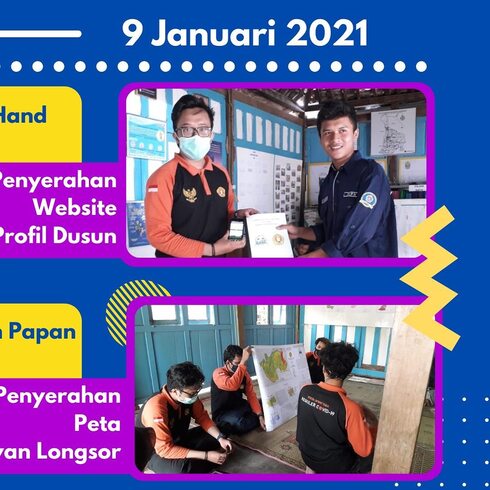 9 Januari 2021
Hand
Penyerahan
Website
Profil Dusun
Papan
Penyerahan
Peta
wan Longsor